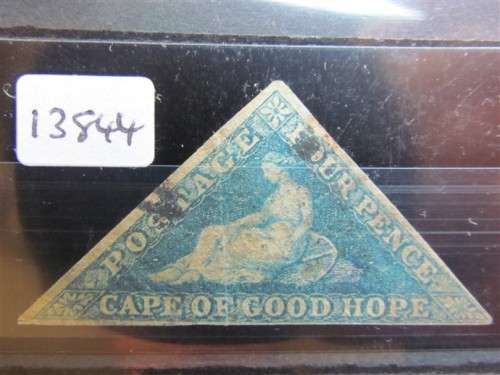 13844
POSTAGE
FOUR PENCE
CAPE OF GOOD HOPE